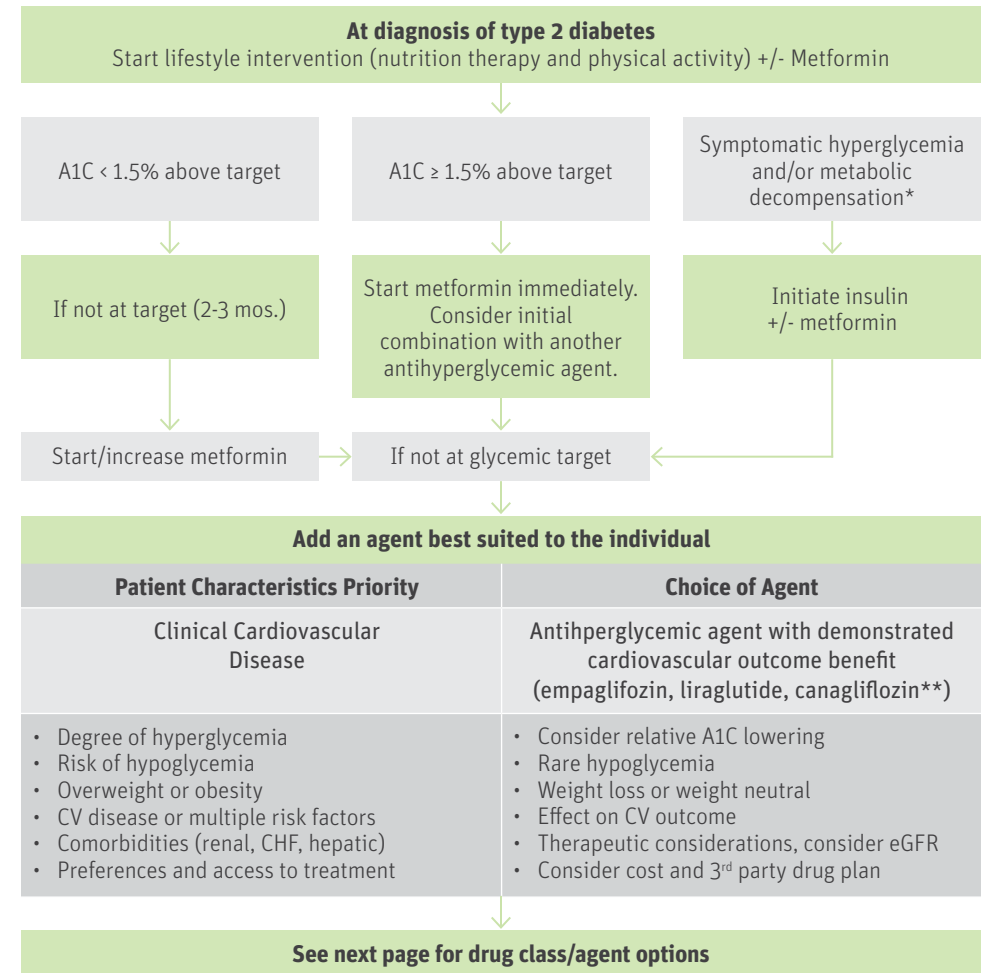 At diagnosis of type 2 diabetes
Start lifestyle intervention (nutrition therapy and physical activity) +/- Metformin
A1C < 1.5% above target
A1C ≥ 1.5% above target
Symptomatic hyperglycemia
and/or metabolic
decompensation*
If not at target (2-3 mos.)
Start metformin immediately.
Consider initial
combination with another
antihyperglycemic agent.
Initiate insulin
+/- metformin
Start/increase metformin
If not at glycemic target
Add an agent best suited to the individual
Patient Characteristics Priority
Choice of Agent
Clinical Cardiovascular
Disease
Antihperglycemic agent with demonstrated
cardiovascular outcome benefit
(empaglifozin, liraglutide, canagliflozin**)
• Degree of hyperglycemia
• Risk of hypoglycemia
• Overweight or obesity
• CV disease or multiple risk factors
• Comorbidities (renal, CHF, hepatic)
• Preferences and access to treatment
• Consider relative A1C lowering
• Rare hypoglycemia
• Weight loss or weight neutral
• Effect on CV outcome
• Therapeutic considerations, consider eGFR
• Consider cost and 3rd party drug plan
See next page for drug class/agent options